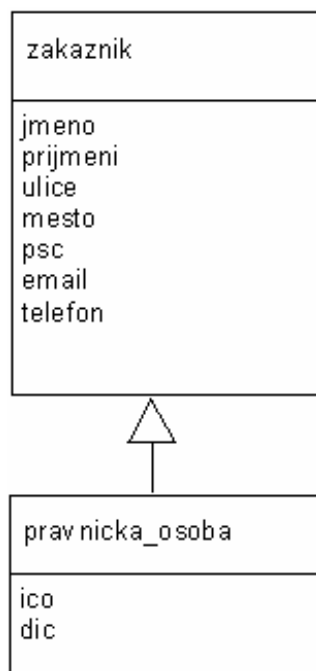 zakaznik
jmeno
prijmeni
ulice
mesto
psc
email
telefon
pravnicka_osoba
ico
dic